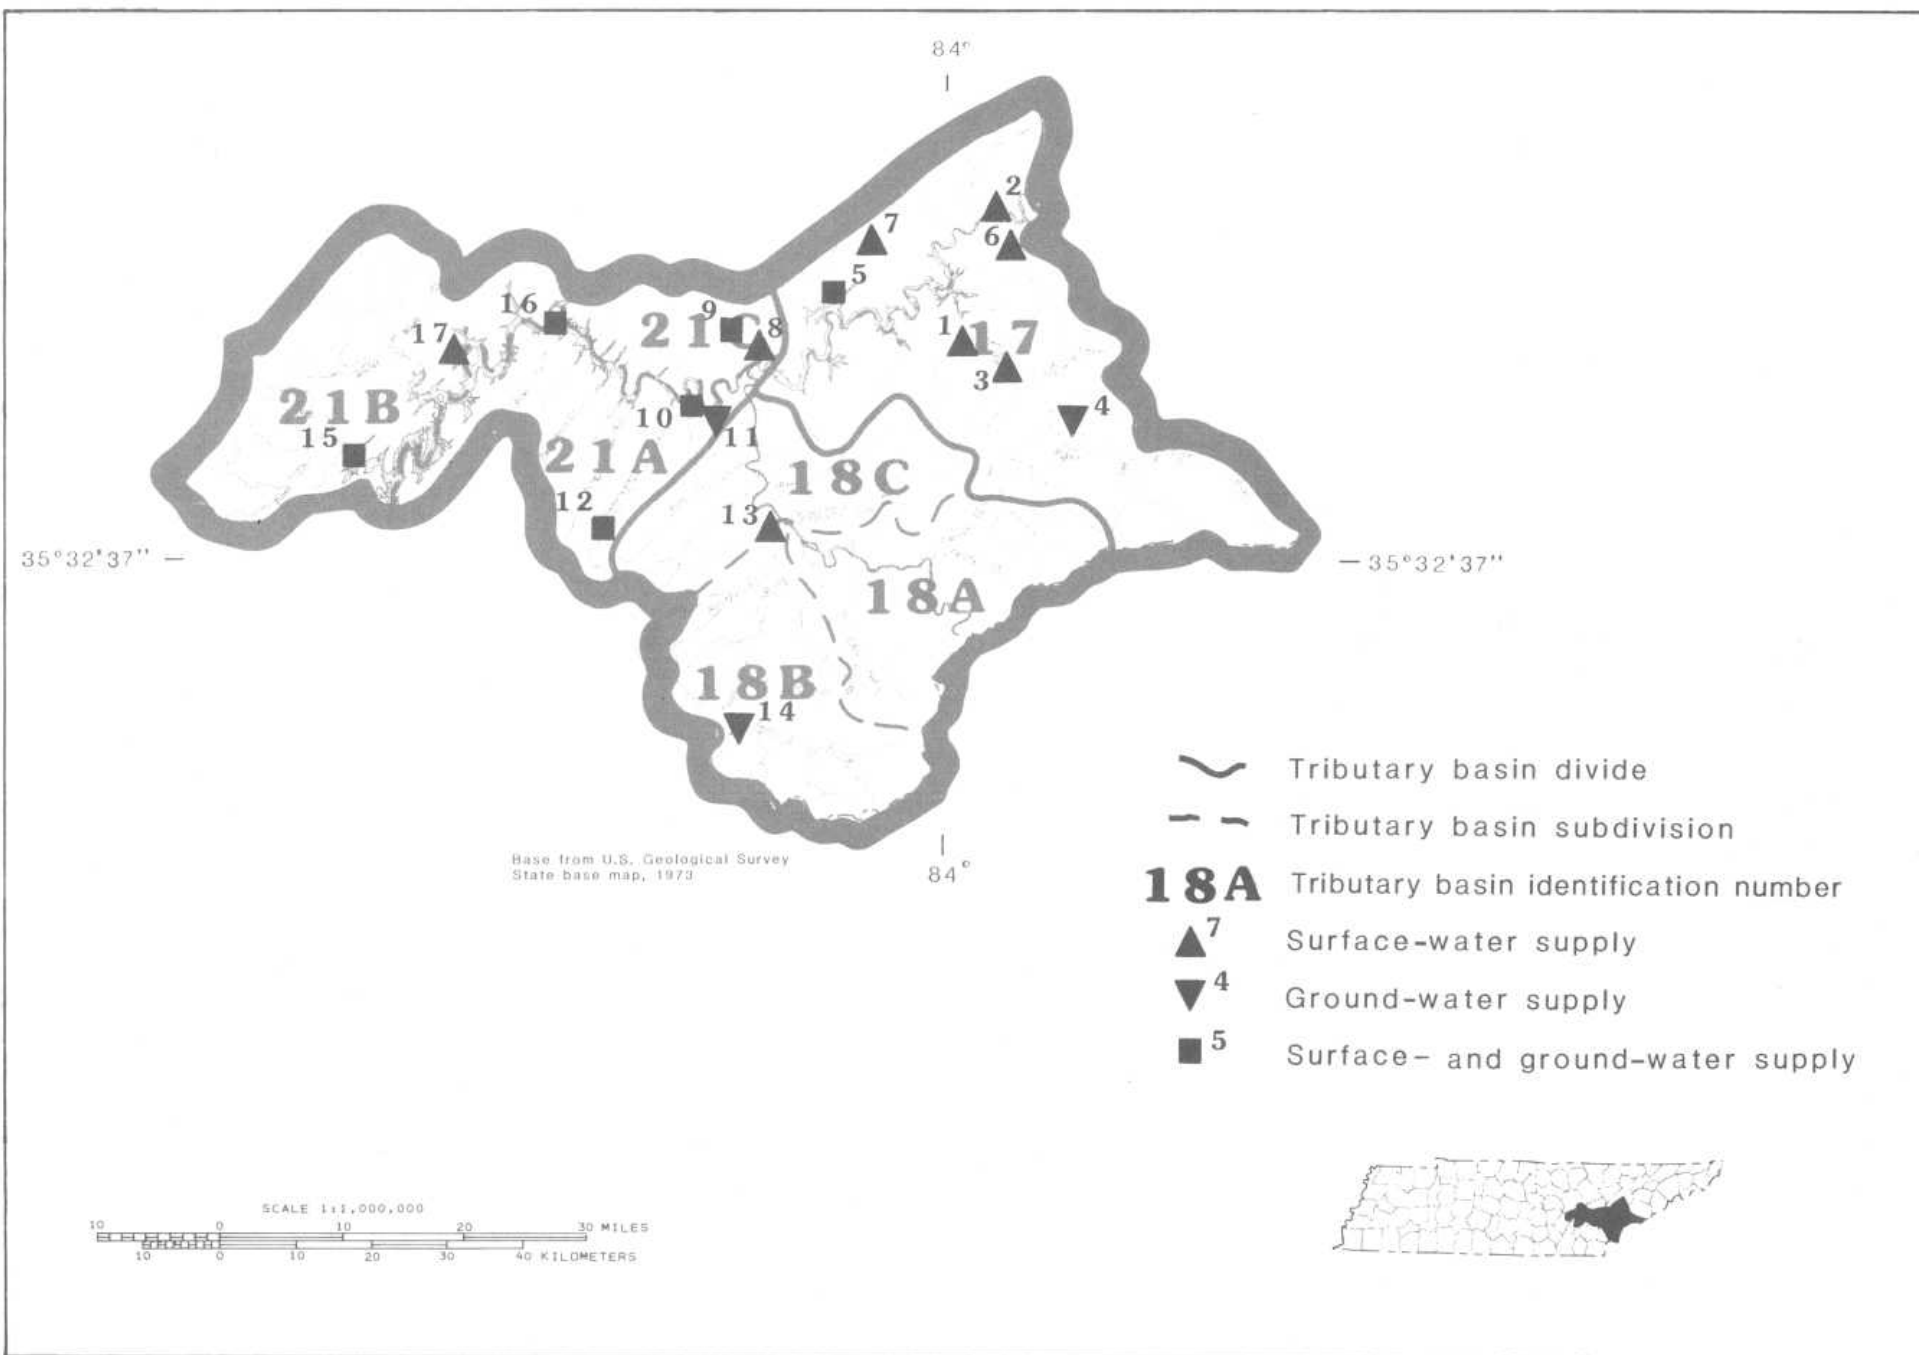 84°
2
7
6
5
16
9
21C
8
17
1
17
3
21B
10
4
15
11
21A
18C
12
13
35°32'37"
35°32'37"
18A
18B
14
Tributary basin divide
Tributary basin subdivision
Base from U.S. Geological Survey
State base map, 1973
84°
18A Tributary basin identification number
7 Surface-water supply
4 Ground-water supply
5 Surface- and ground-water supply
SCALE 1:1,000,000
10 0 10 20 30 MILES
10 0 10 20 30 40 KILOMETERS